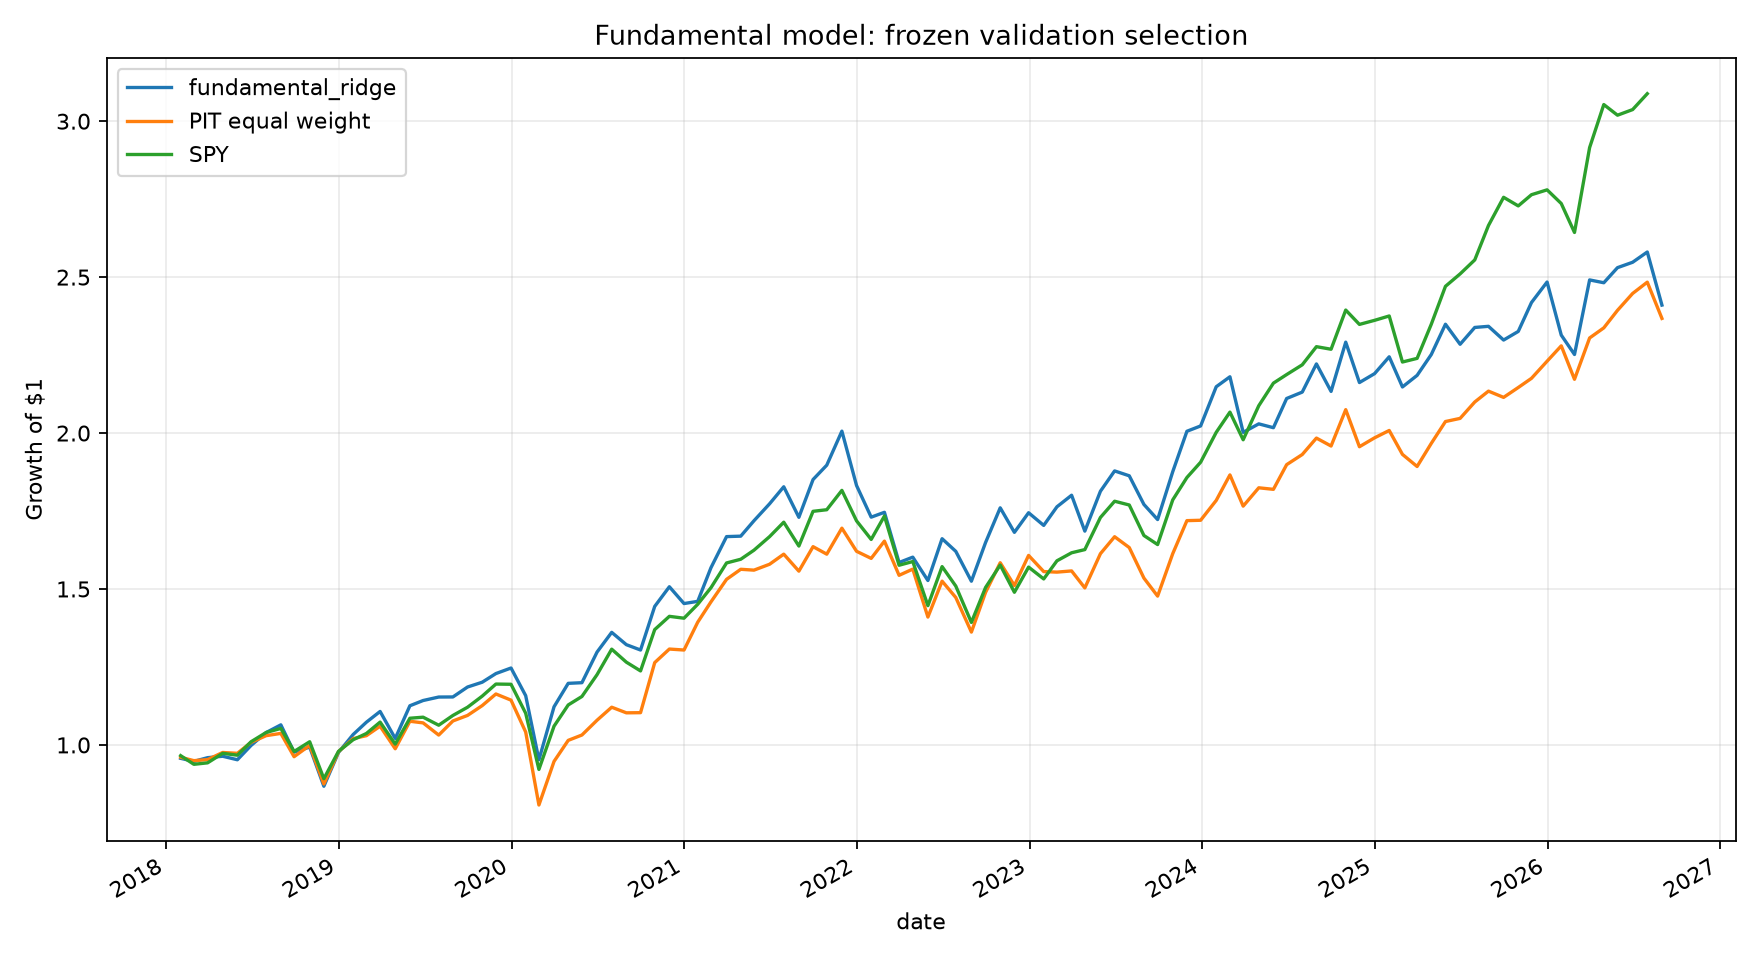 Fundamental model: frozen validation selection
fundamental_ridge
PIT equal weight
SPY
Growth of $1
3.0
2.5
2.0
1.5
1.0
2018
2019
2020
2021
2022
2023
2024
2025
2026
2027
date